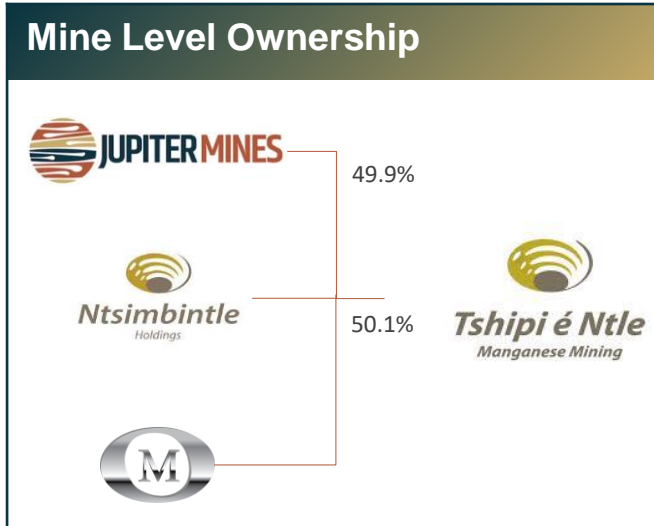 Mine Level Ownership
JUPITER MINES
49.9%
Ntsimbintle
Holdings
50.1%
Tshipi é Ntle
Manganese Mining
M